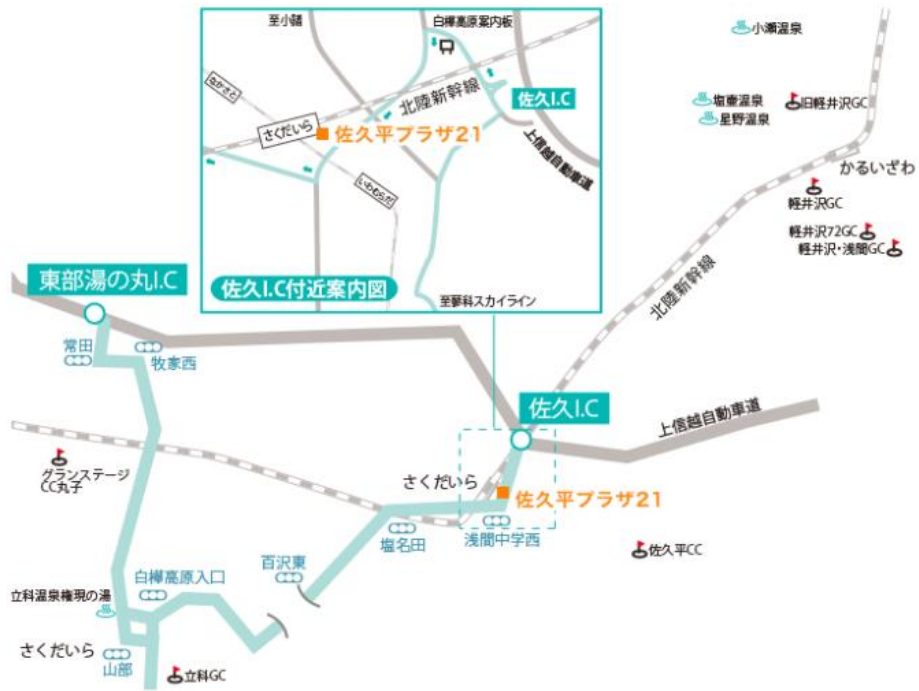 至小諸
白樺高原案内板
小瀬温泉
なかさと
北陸新幹線
佐久I.C
塩壷温泉
旧軽井沢GC
星野温泉
さくだいら
佐久平プラザ21
上信越自動車道
かるいざわ
いわむらだ
軽井沢GC
軽井沢72GC
軽井沢・浅間GC
佐久I.C付近案内図
至蓼科スカイライン
北陸新幹線
東部湯の丸I.C
常田
牧家西
佐久I.C
上信越自動車道
グランステージ
CC丸子
さくだいら
佐久平プラザ21
塩名田
浅間中学西
佐久平CC
百沢東
白樺高原入口
立科温泉権現の湯
さくだいら
山部
立科GC